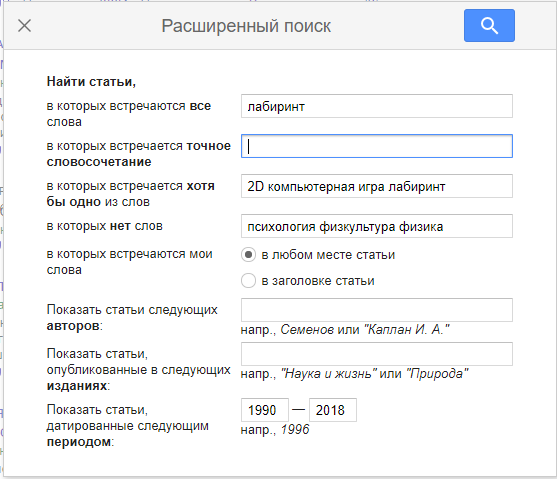 Расширенный поиск
Найти статьи,
в которых встречаются все
слова
лабиринт
в которых встречается точное
словосочетание
в которых встречается хотя
бы одно из слов
2D компьютерная игра лабиринт
в которых нет слов
психология физкультура физика
в которых встречаются мои
слова
в любом месте статьи
в заголовке статьи
Показать статьи следующих
авторов:
напр., Семенов или "Каплан И. А."
Показать статьи,
опубликованные в следующих
изданиях:
напр., "Наука и жизнь" или "Природа"
Показать статьи,
датированные следующим
периодом:
1990 — 2018
напр., 1996